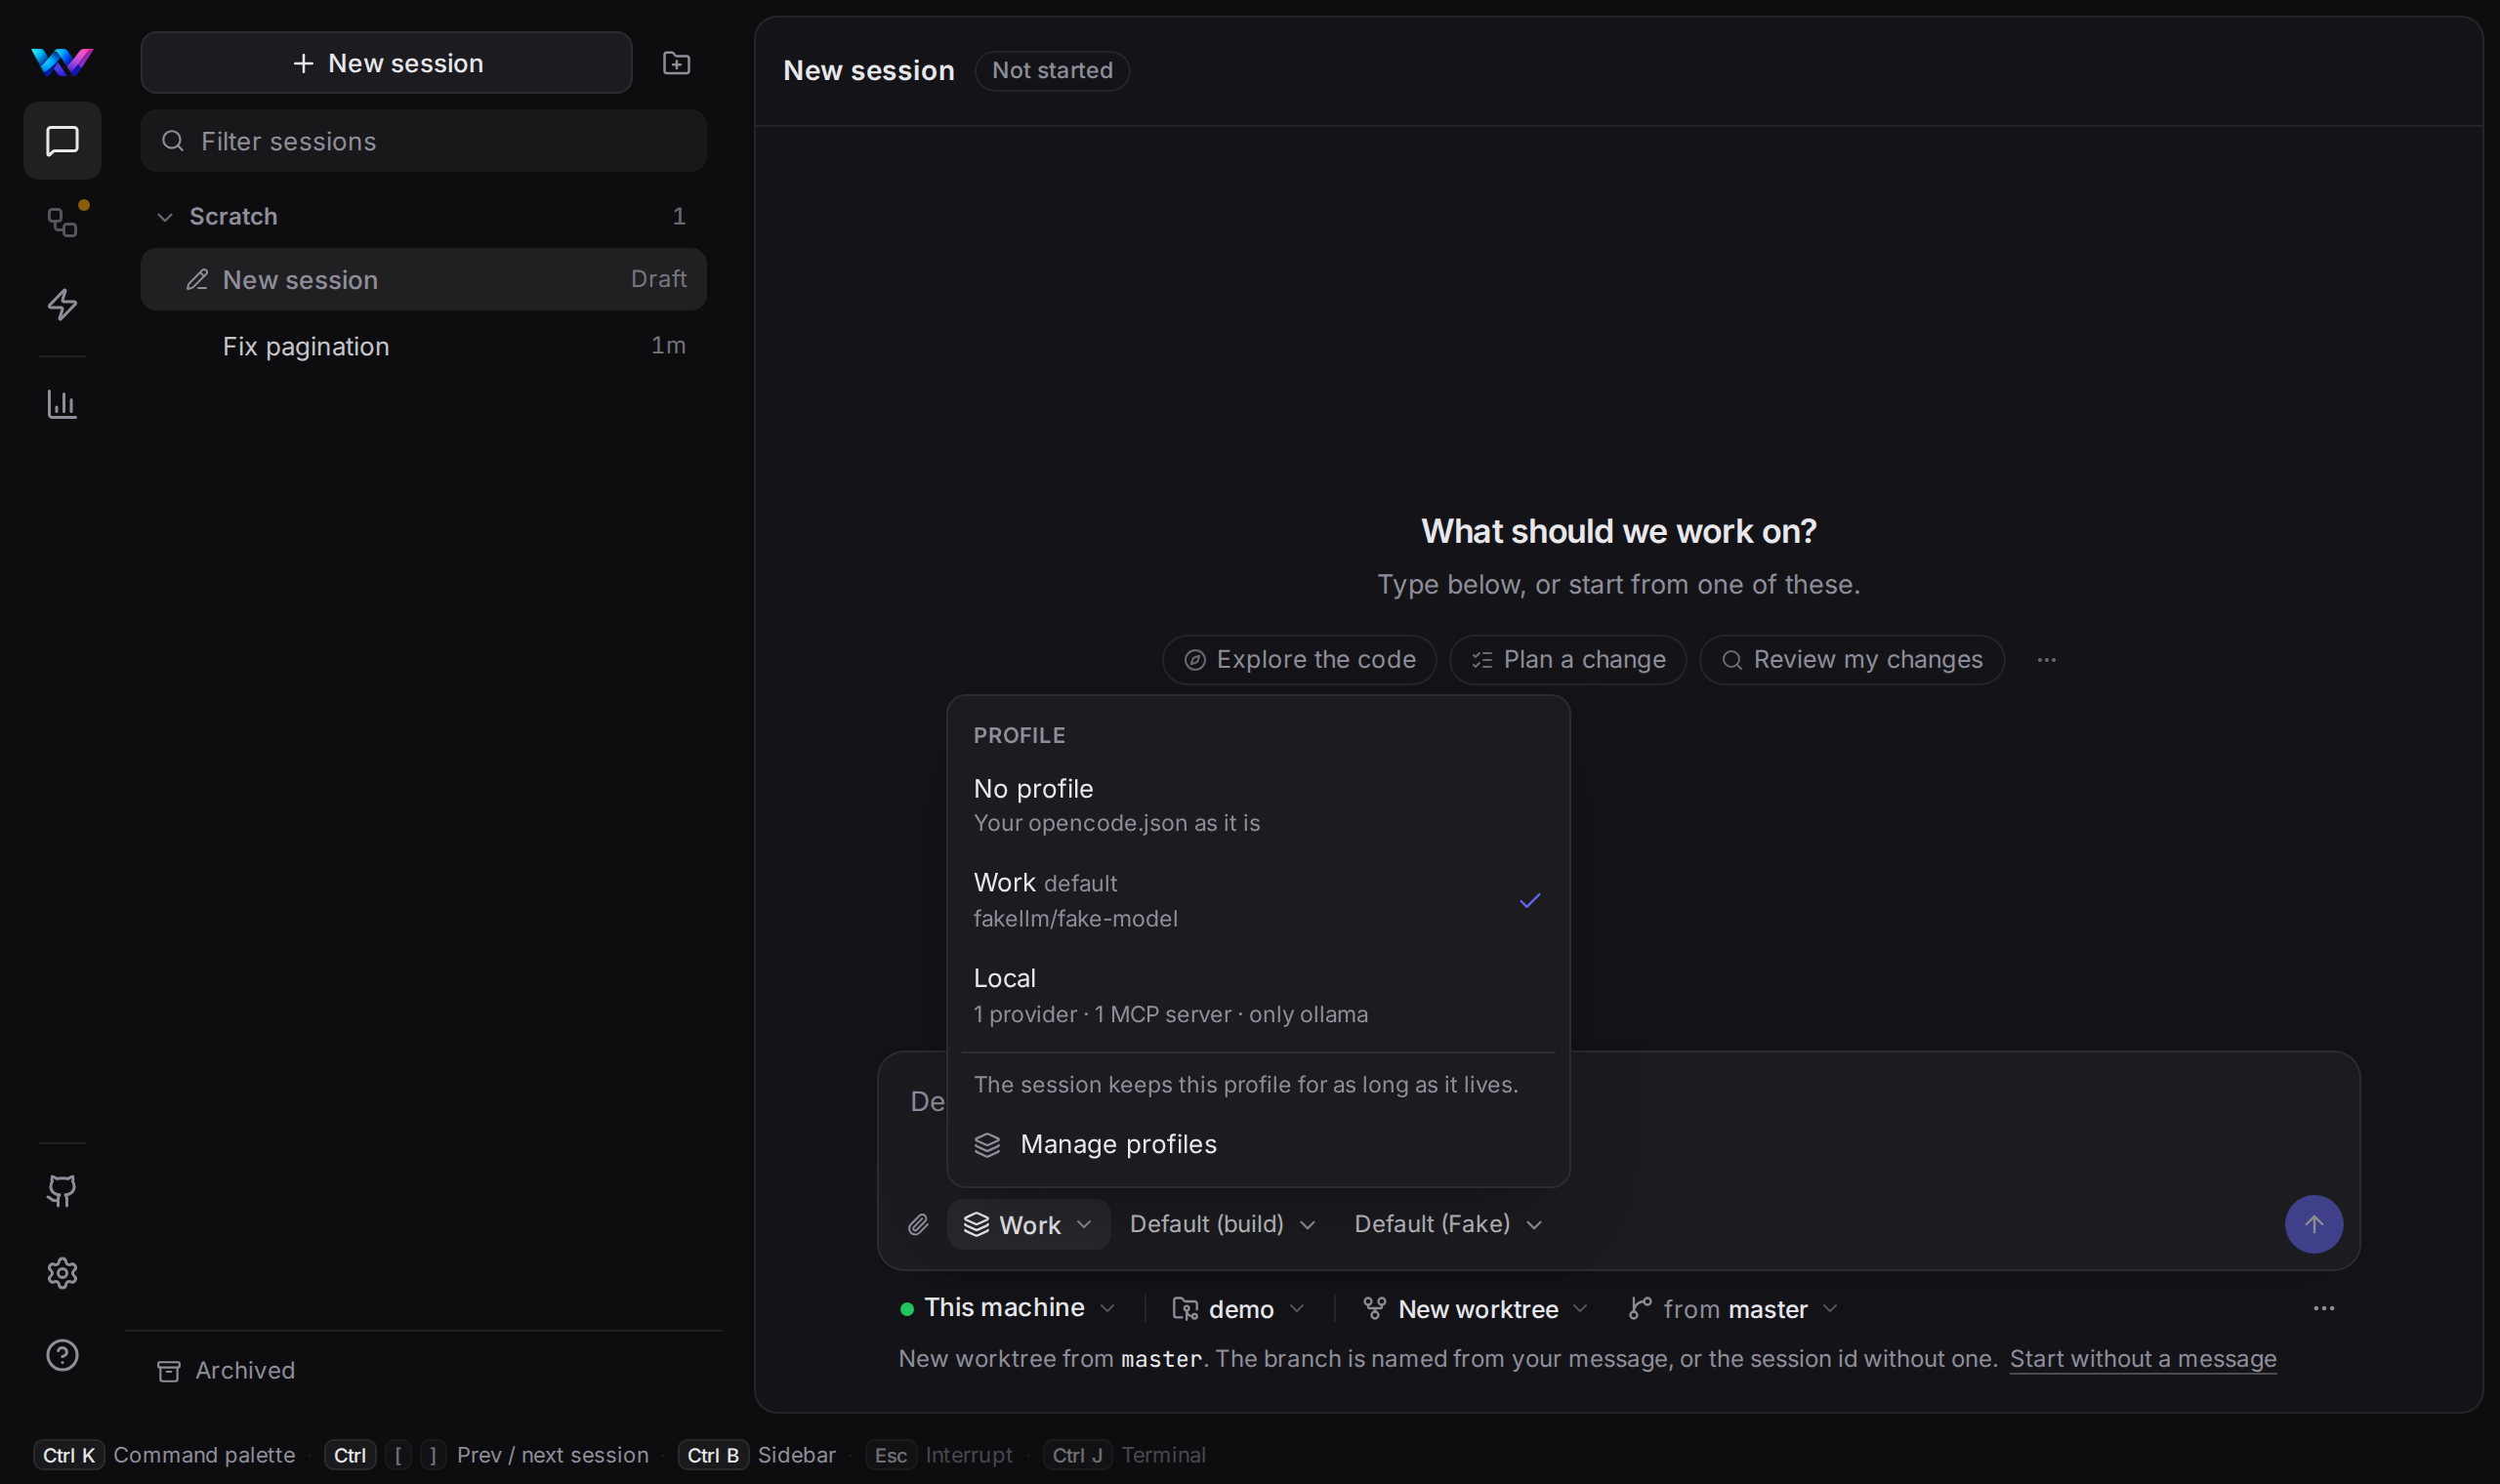 New session
Filter sessions
Scratch 1
New session Draft
Fix pagination 1m
Archived
New session Not started
What should we work on?
Type below, or start from one of these.
Explore the code Plan a change Review my changes
PROFILE
No profile
Your opencode.json as it is
Work default
fakellm/fake-model
Local
1 provider · 1 MCP server · only ollama
The session keeps this profile for as long as it lives.
Manage profiles
De
Work Default (build) Default (Fake)
This machine demo New worktree from master
New worktree from master. The branch is named from your message, or the session id without one. Start without a message
Ctrl K Command palette · Ctrl [ ] Prev / next session · Ctrl B Sidebar · Esc Interrupt · Ctrl J Terminal